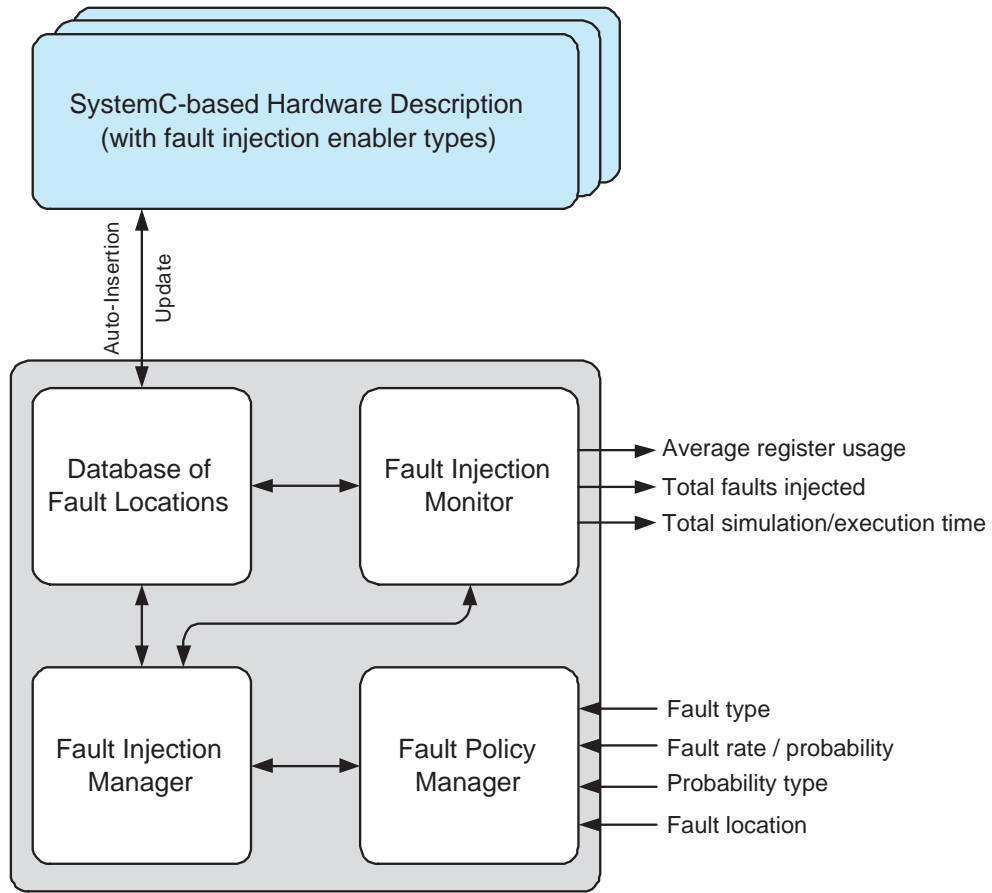 SystemC-based Hardware Description
(with fault injection enabler types)
Auto-Insertion
Update
Database of
Fault Locations
Fault Injection
Monitor
Average register usage
Total faults injected
Total simulation/execution time
Fault Injection
Manager
Fault Policy
Manager
Fault type
Fault rate / probability
Probability type
Fault location